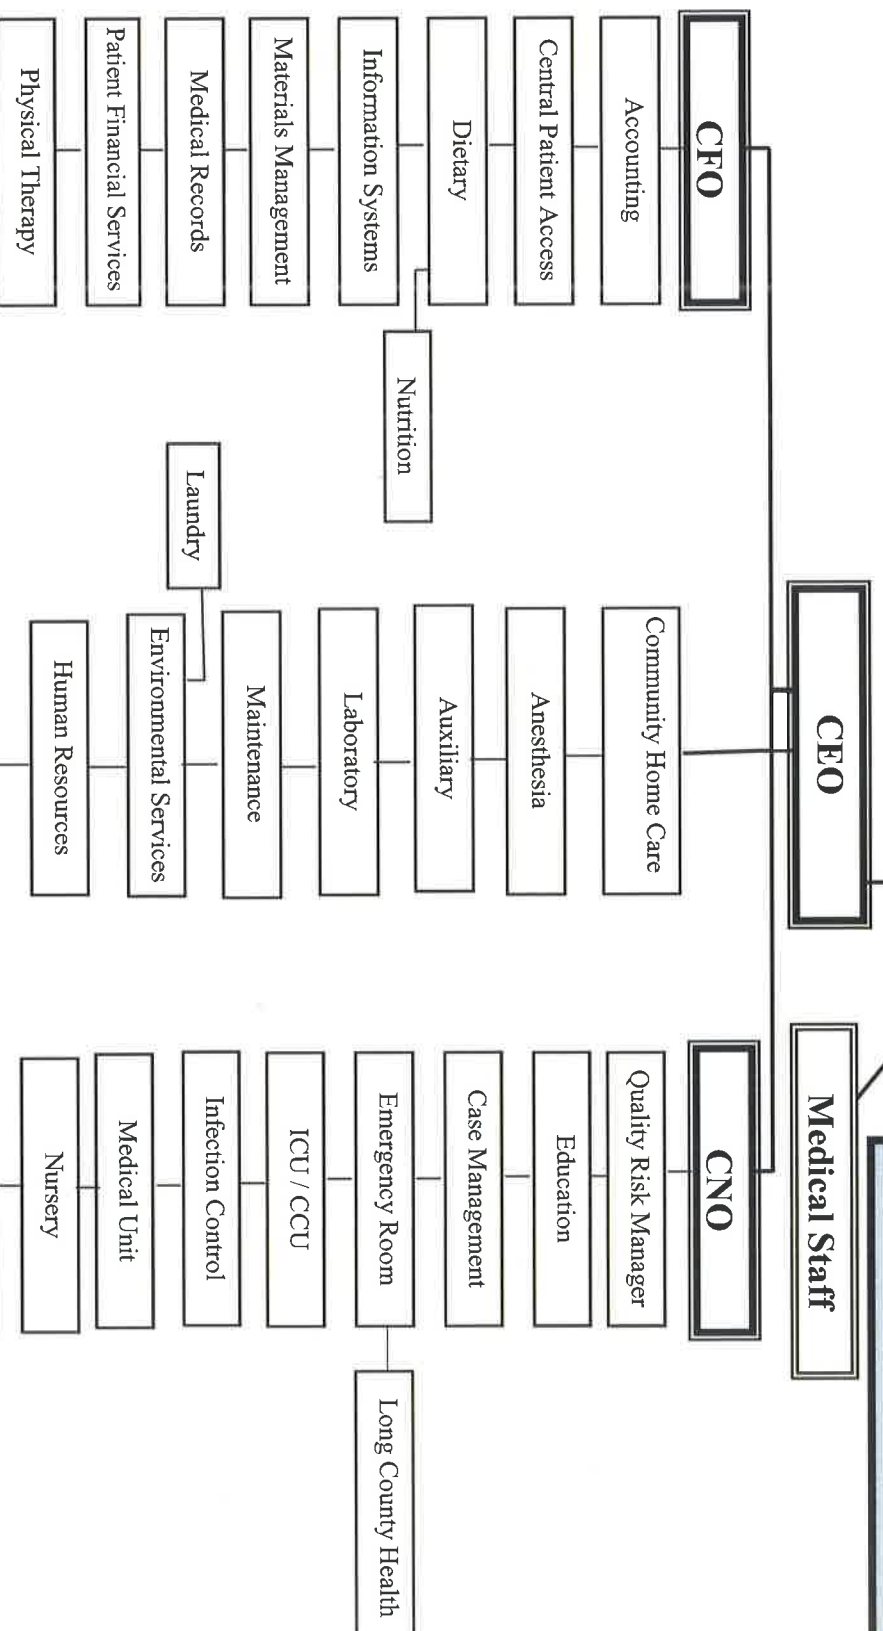 CEO
Medical Staff
CFO
Accounting
Central Patient Access
Dietary
Nutrition
Information Systems
Materials Management
Medical Records
Patient Financial Services
Physical Therapy
Community Home Care
Anesthesia
Auxiliary
Laboratory
Maintenance
Laundry
Environmental Services
Human Resources
CNO
Quality Risk Manager
Education
Case Management
Emergency Room
Long County Health
ICU / CCU
Infection Control
Medical Unit
Nursery